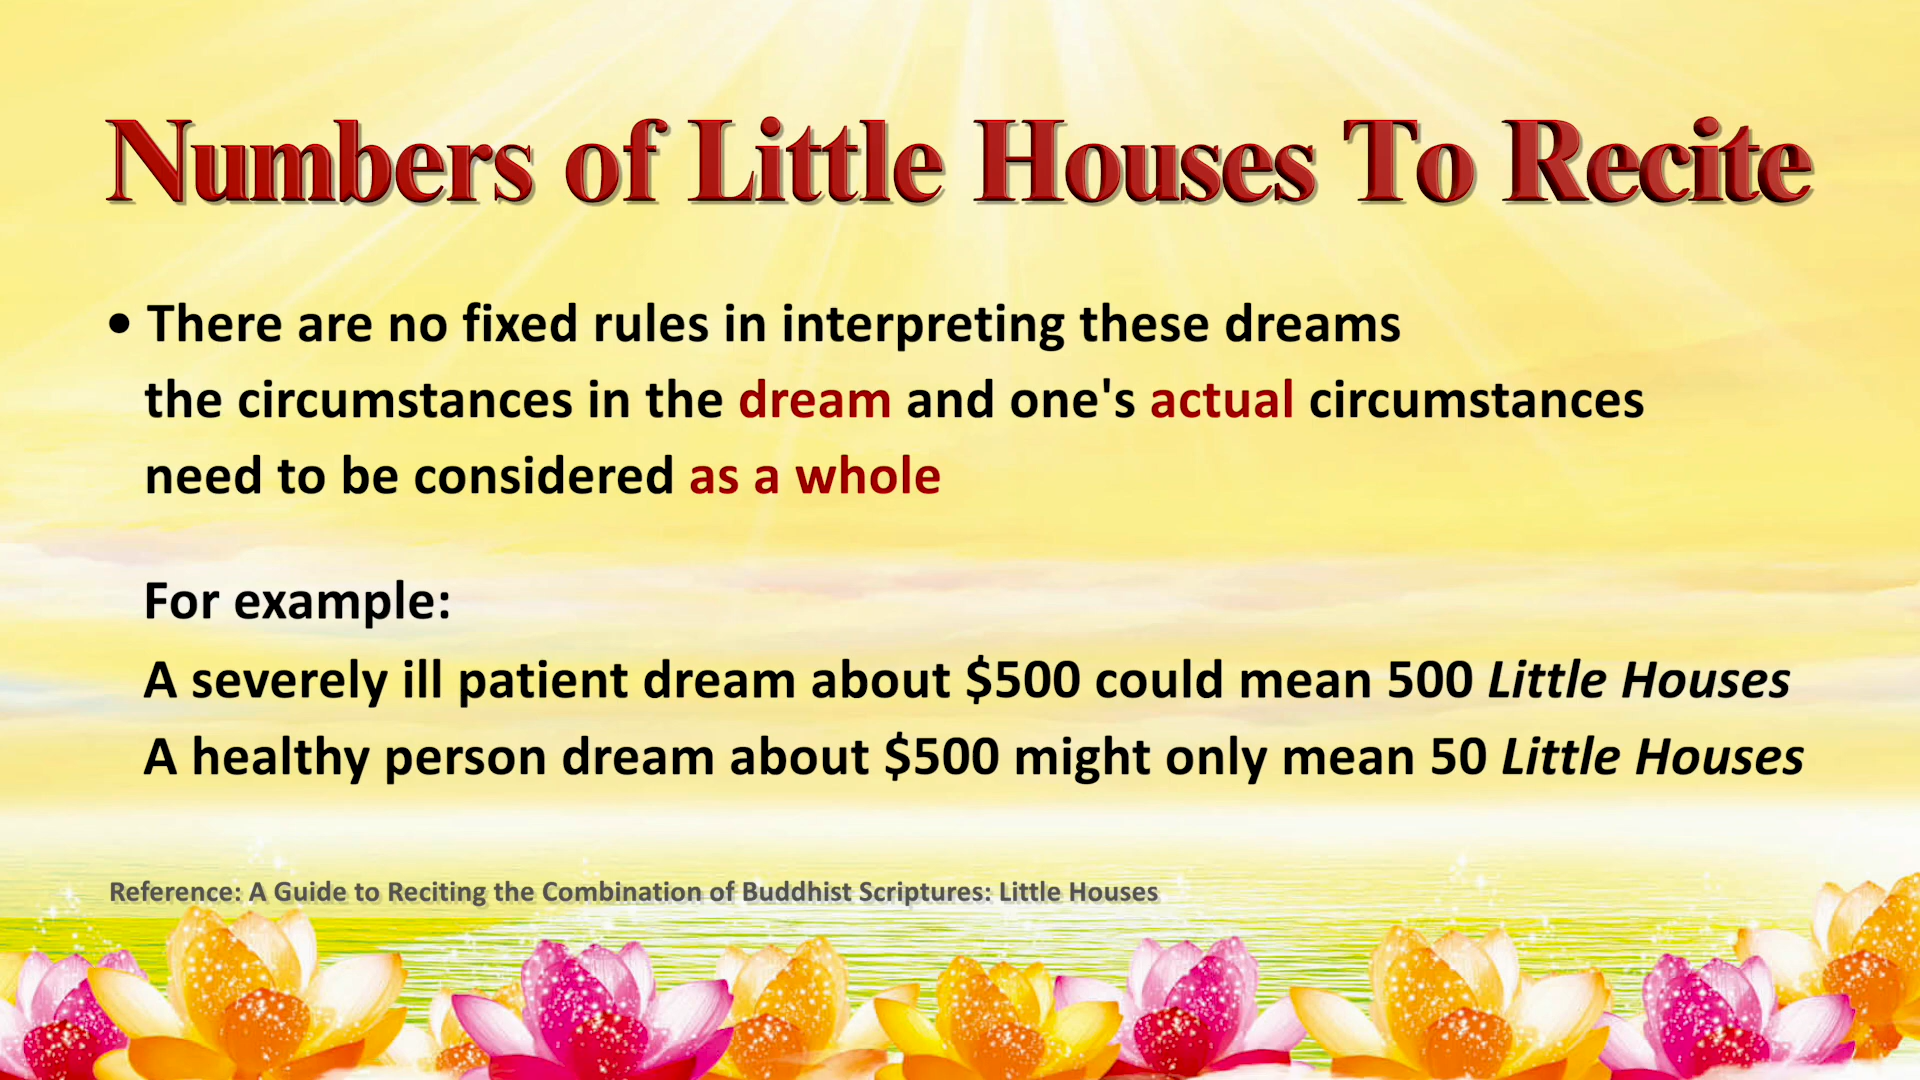 Numbers of Little Houses To Recite
• There are no fixed rules in interpreting these dreams
the circumstances in the dream and one's actual circumstances
need to be considered as a whole
For example:
A severely ill patient dream about $500 could mean 500 Little Houses
A healthy person dream about $500 might only mean 50 Little Houses
Reference: A Guide to Reciting the Combination of Buddhist Scriptures: Little Houses